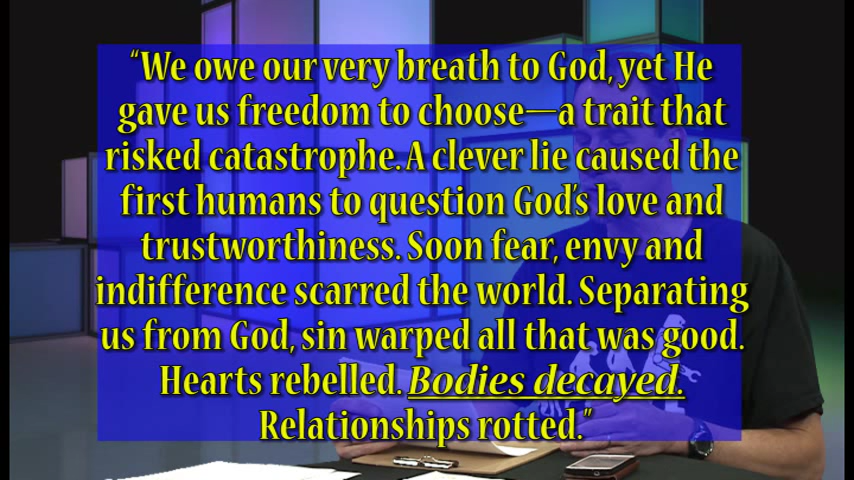 “We owe our very breath to God, yet He
gave us freedom to choose—a trait that
risked catastrophe. A clever lie caused the
first humans to question God's love and
trustworthiness. Soon fear, envy and
indifference scarred the world. Separating
us from God, sin warped all that was good.
Hearts rebelled. Bodies decayed.
Relationships rotted.”